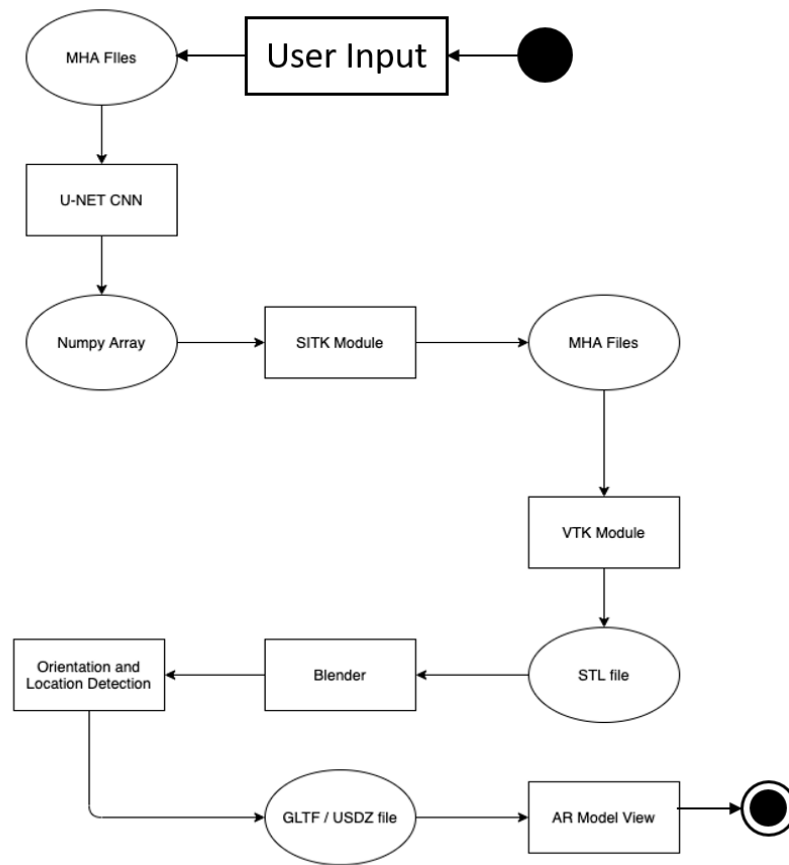 User Input
MHA FIles
U-NET CNN
Numpy Array
SITK Module
MHA Files
VTK Module
STL file
Blender
Orientation and
Location Detection
GLTF / USDZ file
AR Model View